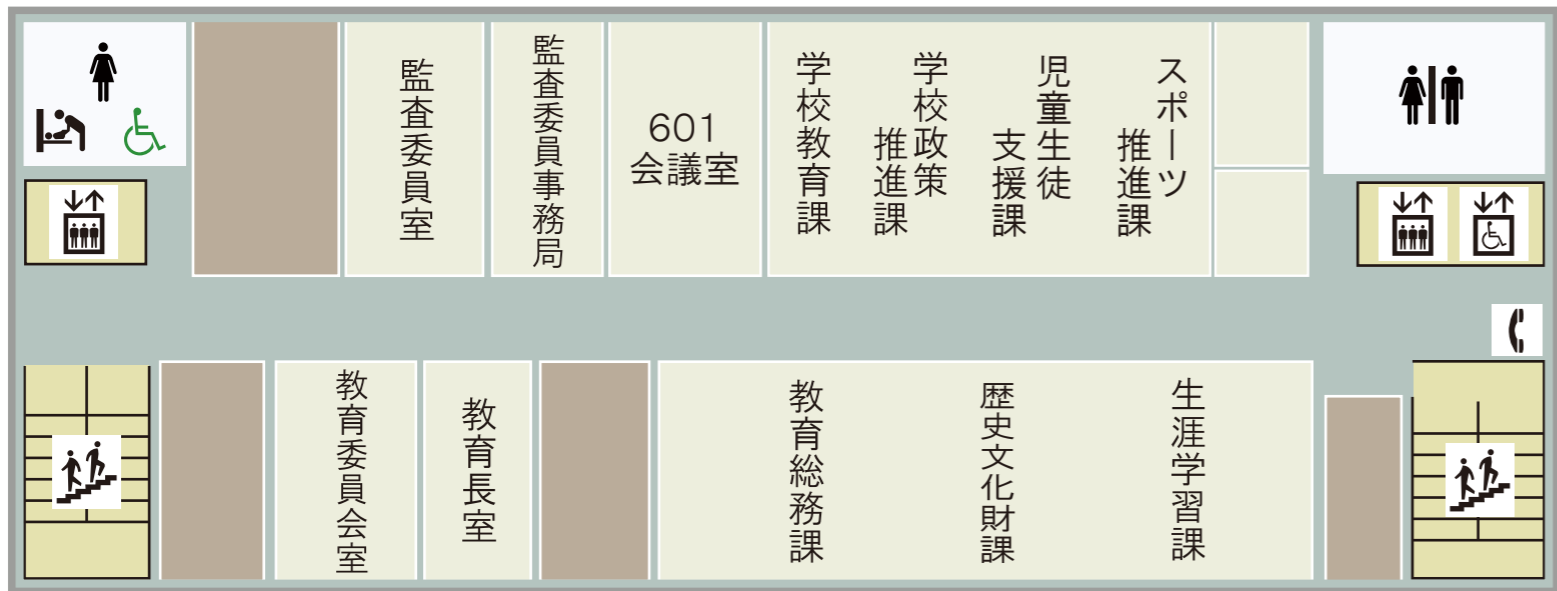 監査委員室
監査委員事務局
601
会議室
学校教育課
学校政策
推進課
児童生徒
支援課
スポーツ
推進課
教育委員会室
教育長室
教育総務課
歴史文化財課
生涯学習課